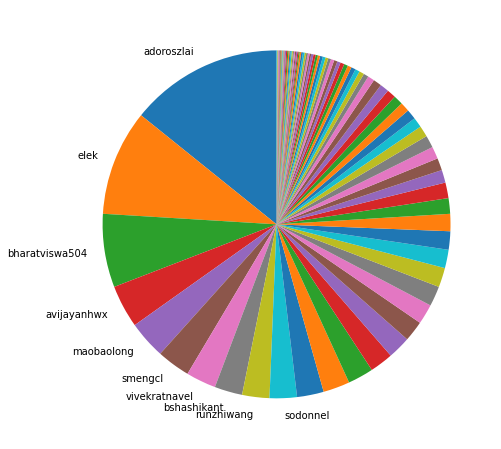 adoroszlai
elek
bharatviswa504
avijayanhwx
maobaolong
smengcl
vivekratnavel
bshashikant
runzhiwang
sodonnel